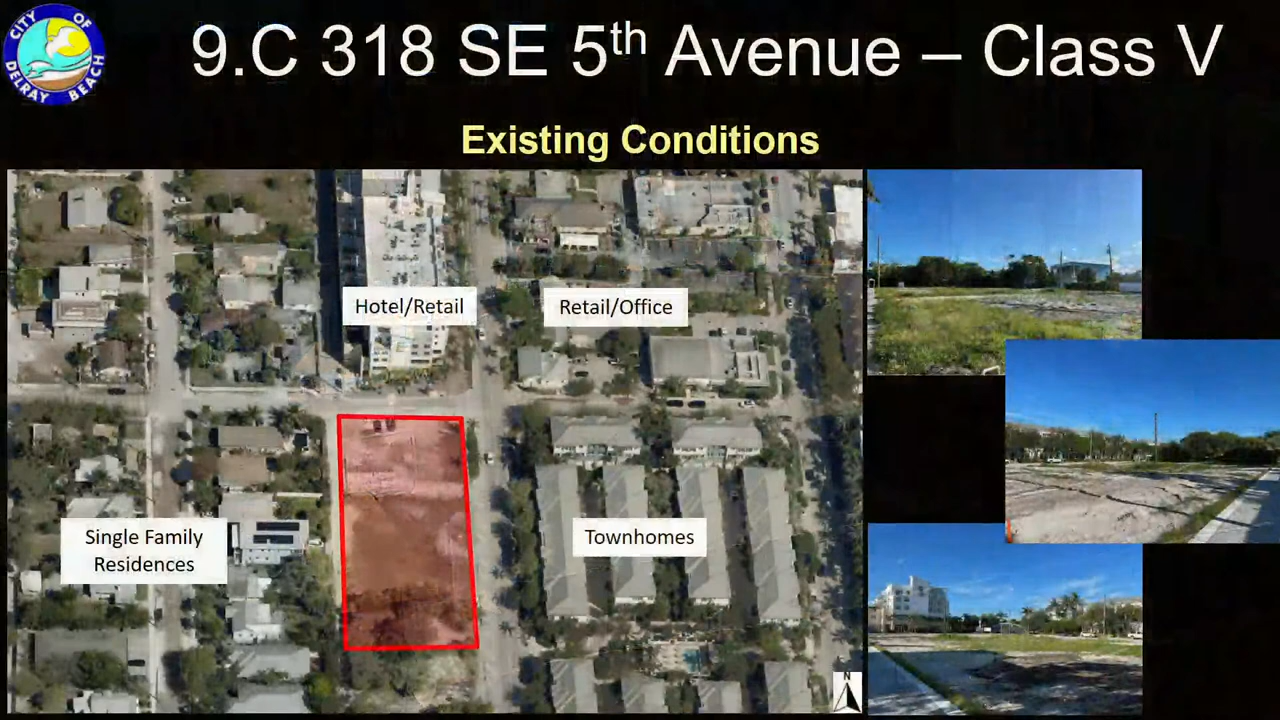 CITY OF
DELRAY BEACH
9.C 318 SE 5th Avenue – Class V
Existing Conditions
Hotel/Retail
Retail/Office
Single Family
Residences
Townhomes
N